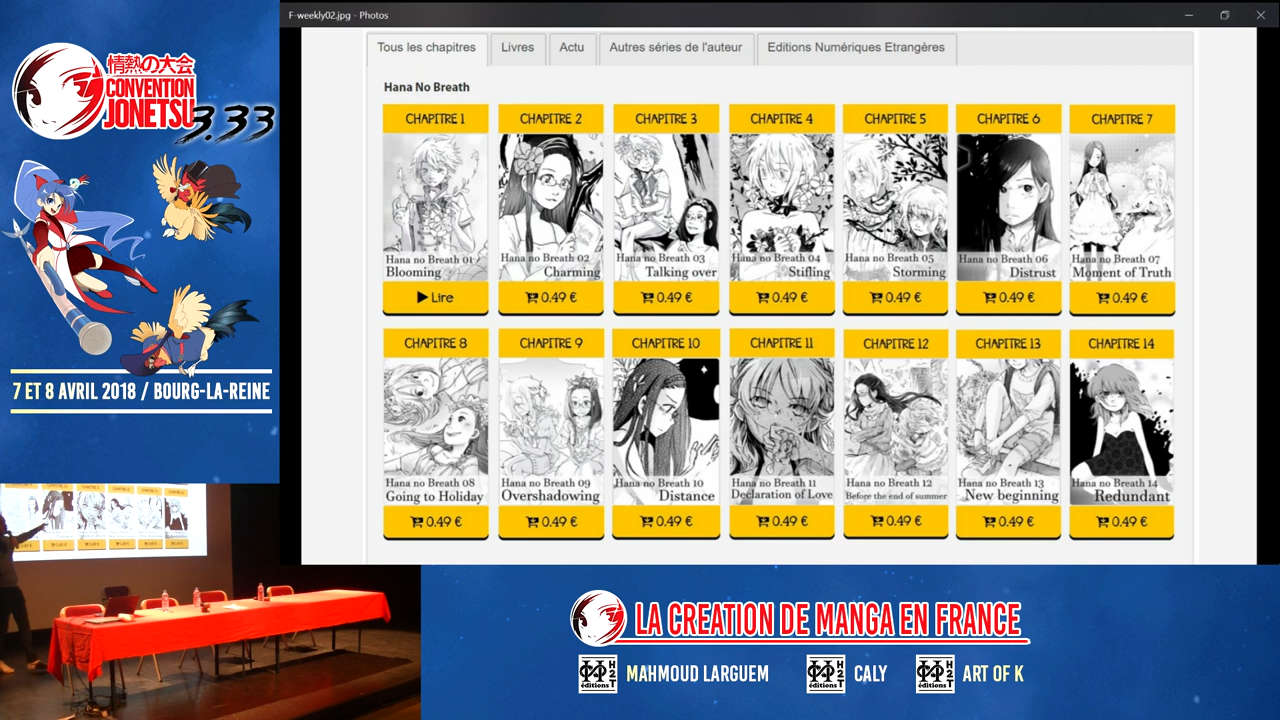 F-weekly02.jpg - Photos
Tous les chapitres
Livres
Actu
Autres séries de l'auteur
Editions Numériques Etrangères
Hana No Breath
CHAPITRE 1
Hana no Breath 01
Blooming
Lire
CHAPITRE 2
Hana no Breath 02
Charming
0.49 €
CHAPITRE 3
Hana no Breath 03
Talking over
0.49 €
CHAPITRE 4
Hana no Breath 04
Stifling
0.49 €
CHAPITRE 5
Hana no Breath 05
Storming
0.49 €
CHAPITRE 6
Hana no Breath 06
Distrust
0.49 €
CHAPITRE 7
Hana no Breath 07
Moment of Truth
0.49 €
CHAPITRE 8
Hana no Breath 08
Going to Holiday
0.49 €
CHAPITRE 9
Hana no Breath 09
Overshadowing
0.49 €
CHAPITRE 10
Hana no Breath 10
Distance
0.49 €
CHAPITRE 11
Hana no Breath 11
Declaration of Love
0.49 €
CHAPITRE 12
Hana no Breath 12
Before the end of summer
0.49 €
CHAPITRE 13
Hana no Breath 13
New beginning
0.49 €
CHAPITRE 14
Hana no Breath 14
Redundant
0.49 €
情熱の大会
CONVENTION
JONETSU
3.33
7 ET 8 AVRIL 2018 / BOURG-LA-REINE
LA CREATION DE MANGA EN FRANCE
H2T
éditions
MAHMOUD LARGUEM
H2T
éditions
CALY
H2T
éditions
ART OF K